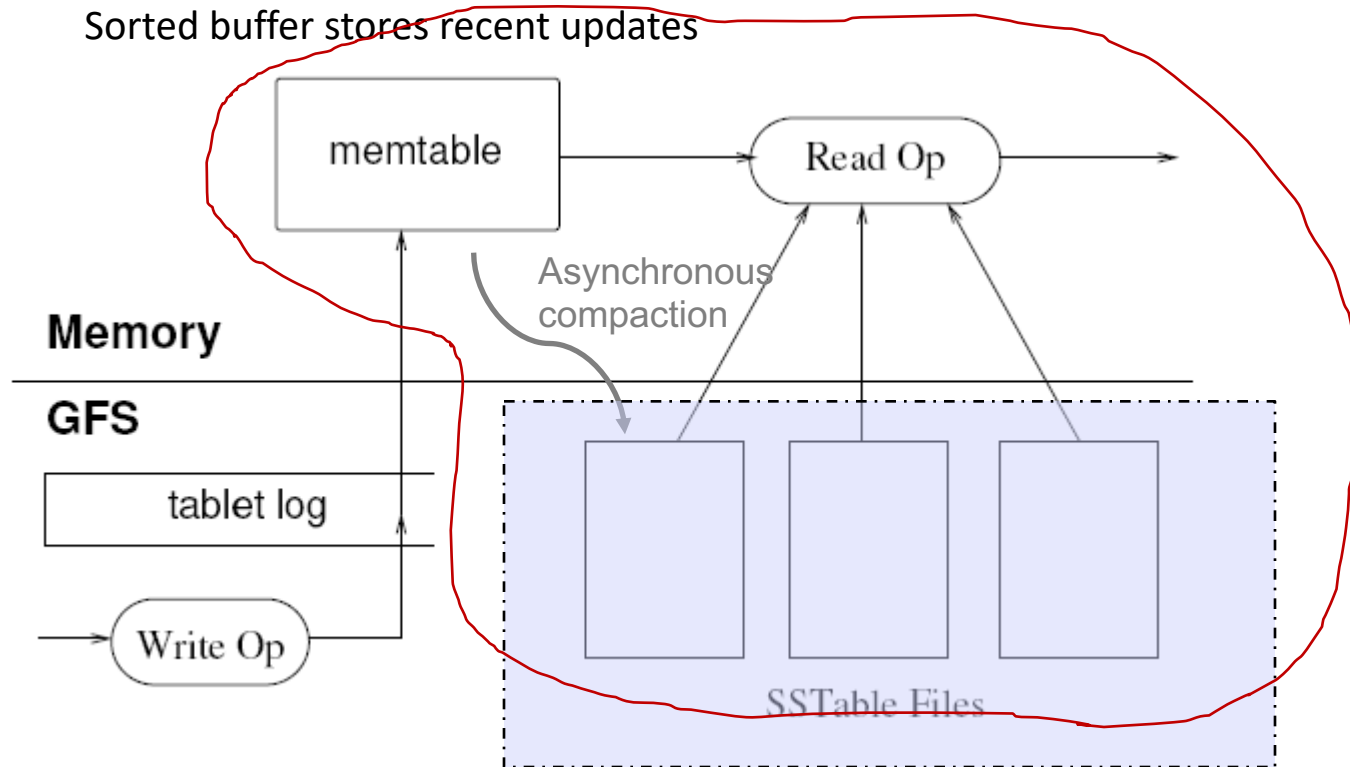 Sorted buffer stores recent updates
memtable
Read Op
Asynchronous
compaction
Memory
GFS
tablet log
Write Op
SSTable Files